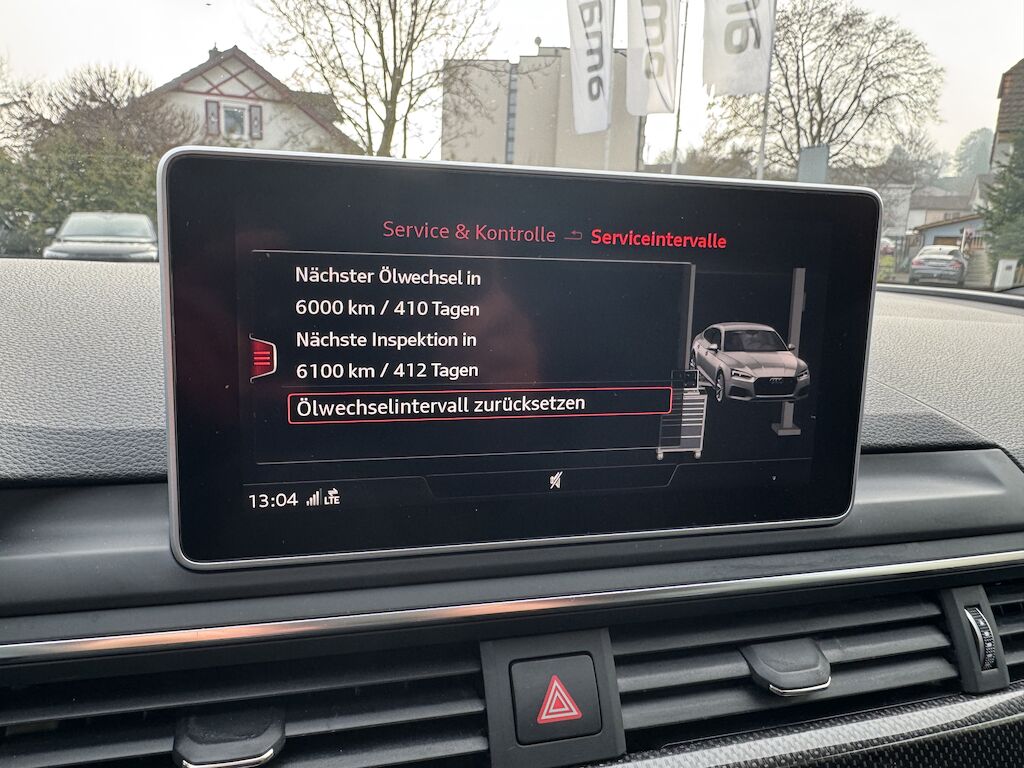 Service & Kontrolle Serviceintervalle
Nächster Ölwechsel in
6000 km / 410 Tagen
Nächste Inspektion in
6100 km / 412 Tagen
Ölwechselintervall zurücksetzen
13:04 LTE